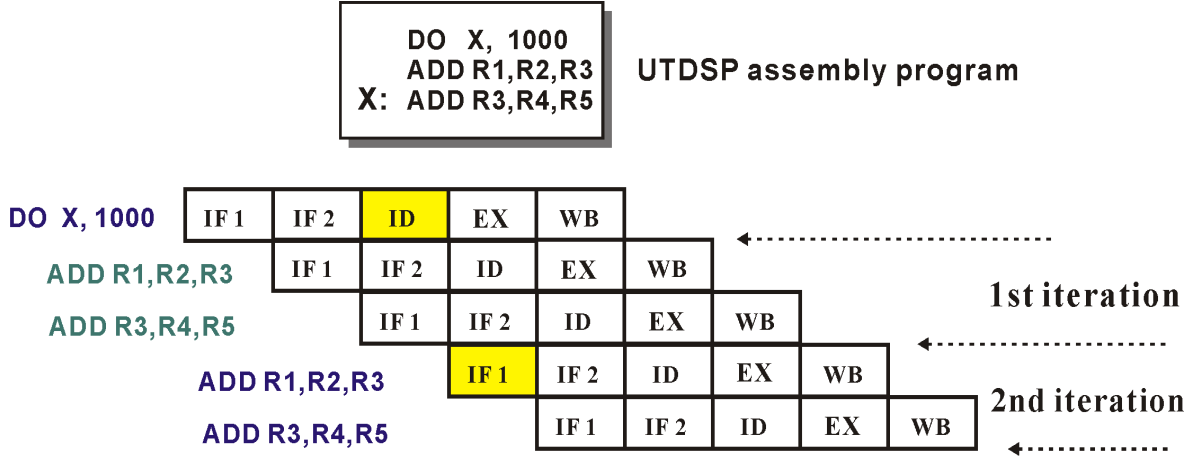 DO X, 1000
ADD R1,R2,R3
X: ADD R3,R4,R5
UTDSP assembly program
DO X, 1000 IF 1 IF 2 ID EX WB
ADD R1,R2,R3 IF 1 IF 2 ID EX WB
1st iteration
ADD R3,R4,R5 IF 1 IF 2 ID EX WB
ADD R1,R2,R3 IF 1 IF 2 ID EX WB
2nd iteration
ADD R3,R4,R5 IF 1 IF 2 ID EX WB